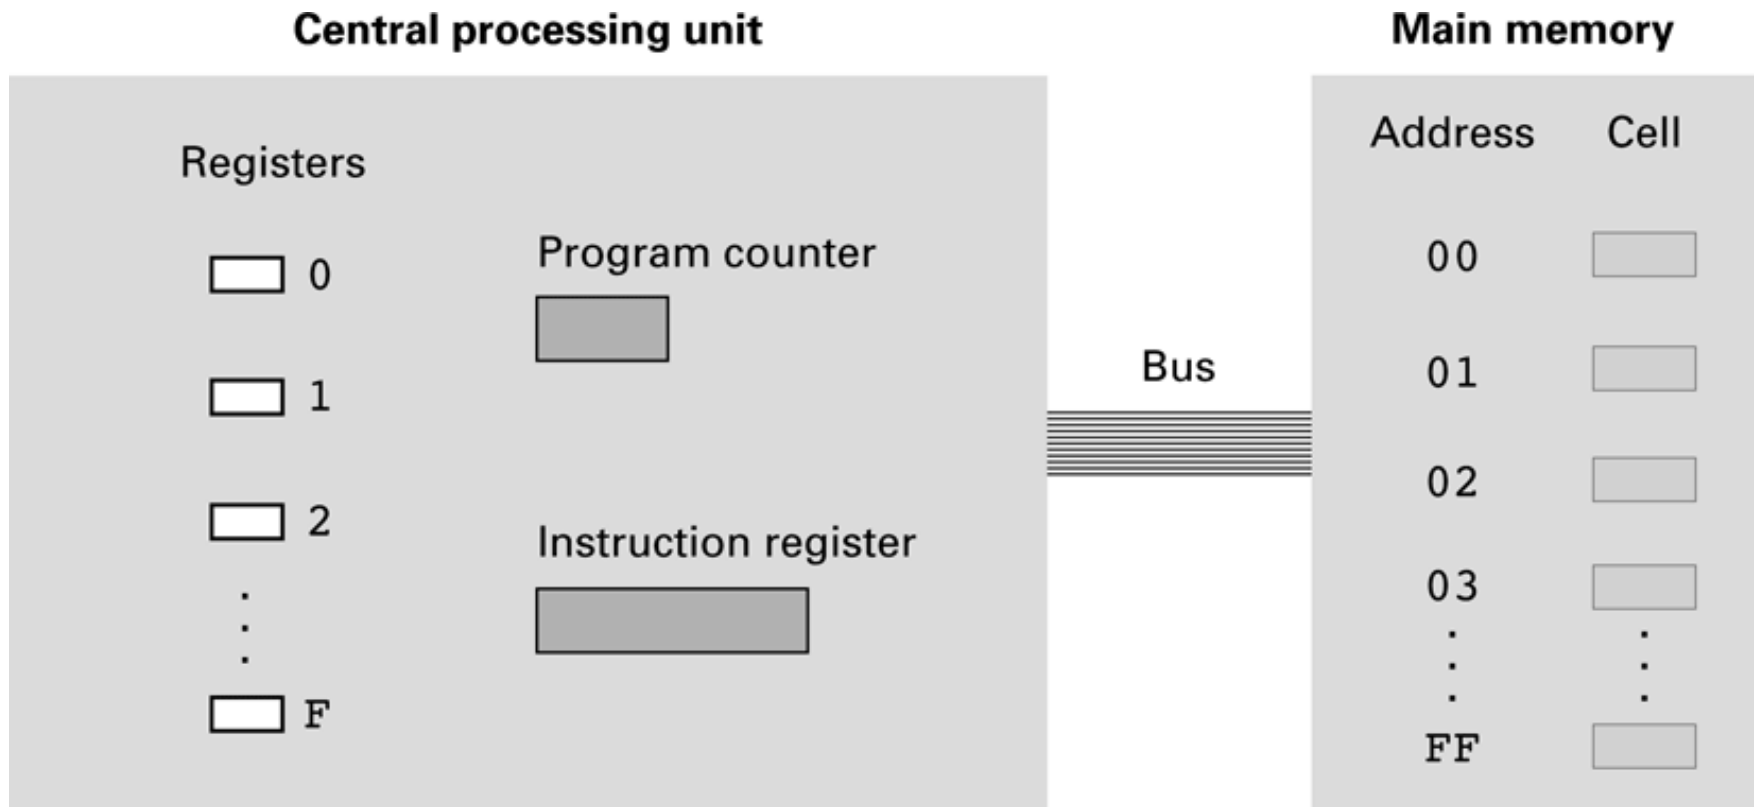 Central processing unit
Main memory
Registers
0
1
2
.
.
.
F
Program counter
Instruction register
Bus
Address Cell
00
01
02
03
. .
. .
. .
FF